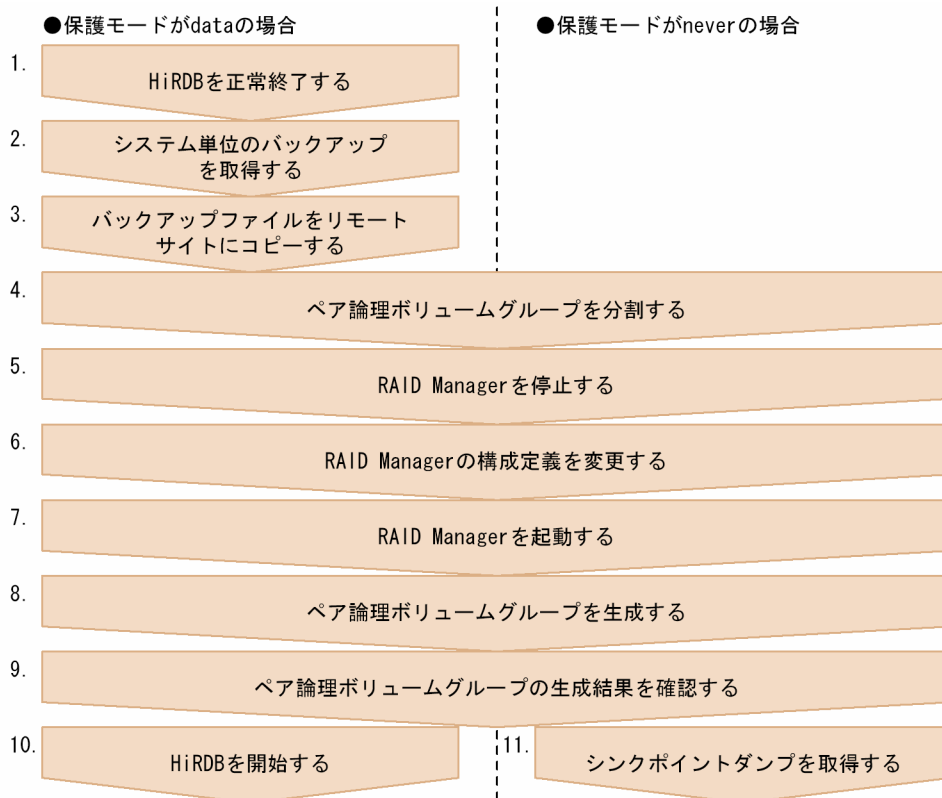 ●保護モードがdataの場合
●保護モードがneverの場合
1.
HiRDBを正常終了する
2.
システム単位のバックアップ
を取得する
3.
バックアップファイルをリモート
サイトにコピーする
4.
ペア論理ボリュームグループを分割する
5.
RAID Managerを停止する
6.
RAID Managerの構成定義を変更する
7.
RAID Managerを起動する
8.
ペア論理ボリュームグループを生成する
9.
ペア論理ボリュームグループの生成結果を確認する
10.
HiRDBを開始する
11.
シンクポイントダンプを取得する